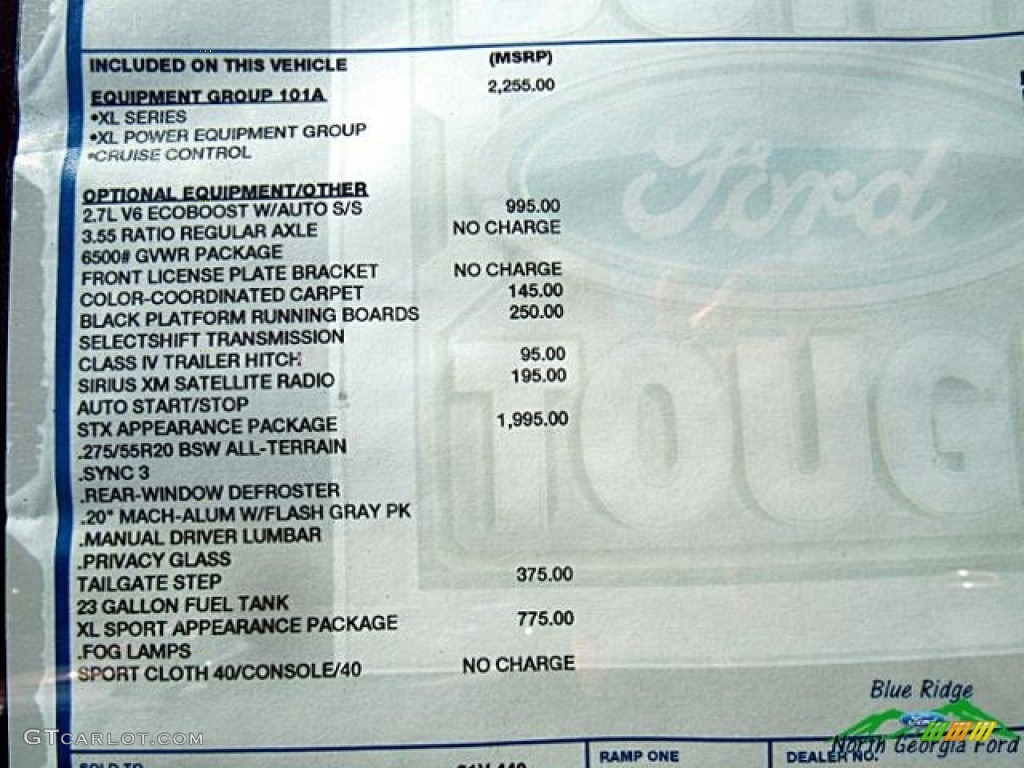 INCLUDED ON THIS VEHICLE (MSRP)
EQUIPMENT GROUP 101A 2,255.00
•XL SERIES
•XL POWER EQUIPMENT GROUP
•CRUISE CONTROL
OPTIONAL EQUIPMENT/OTHER
2.7L V6 ECOBOOST W/AUTO S/S 995.00
3.55 RATIO REGULAR AXLE NO CHARGE
6500# GVWR PACKAGE
FRONT LICENSE PLATE BRACKET NO CHARGE
COLOR-COORDINATED CARPET 145.00
BLACK PLATFORM RUNNING BOARDS 250.00
SELECTSHIFT TRANSMISSION
CLASS IV TRAILER HITCH 95.00
SIRIUS XM SATELLITE RADIO 195.00
AUTO START/STOP
STX APPEARANCE PACKAGE 1,995.00
.275/55R20 BSW ALL-TERRAIN
.SYNC 3
.REAR-WINDOW DEFROSTER
.20" MACH-ALUM W/FLASH GRAY PK
.MANUAL DRIVER LUMBAR
.PRIVACY GLASS
TAILGATE STEP 375.00
23 GALLON FUEL TANK
XL SPORT APPEARANCE PACKAGE 775.00
.FOG LAMPS
SPORT CLOTH 40/CONSOLE/40 NO CHARGE
Ford
TOUG
Blue Ridge
Ford
North Georgia Ford
GTcarlot.com
SOLD TO RAMP ONE DEALER NO.